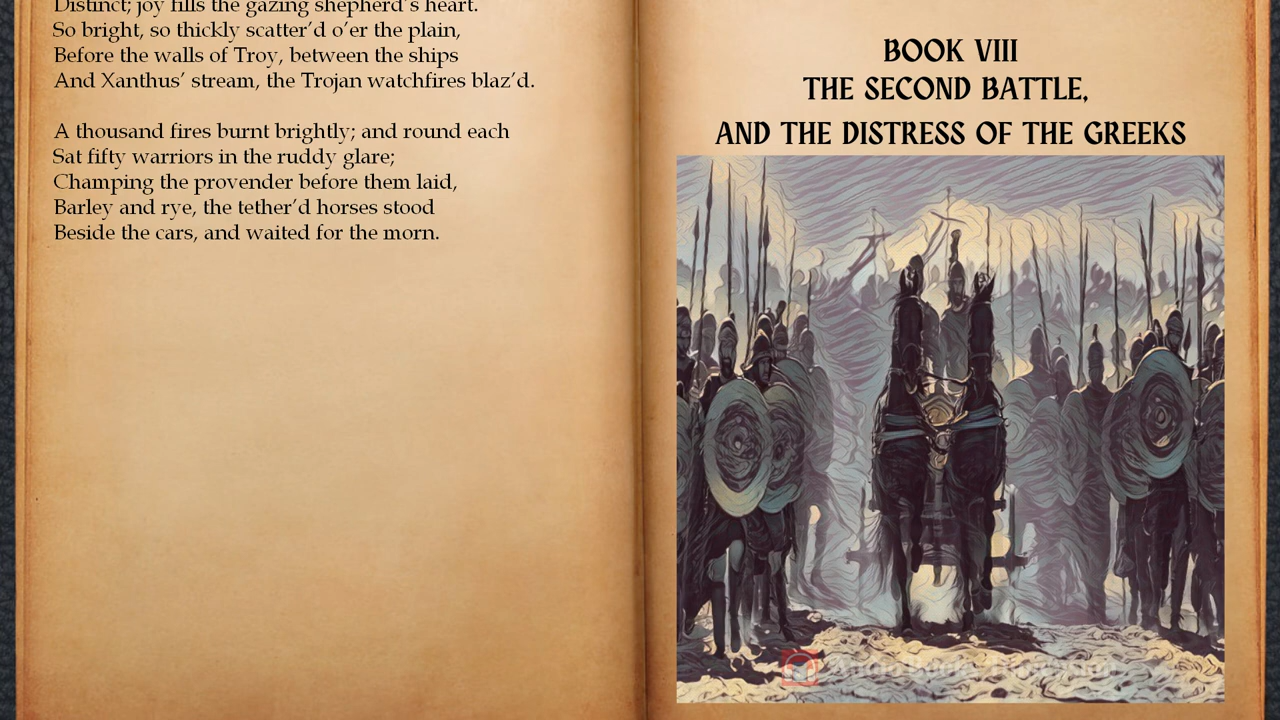 Distinct; joy fills the gazing shepherd’s heart.
So bright, so thickly scatter’d o’er the plain,
Before the walls of Troy, between the ships
And Xanthus’ stream, the Trojan watchfires blaz’d.
A thousand fires burnt brightly; and round each
Sat fifty warriors in the ruddy glare;
Champing the provender before them laid,
Barley and rye, the tether’d horses stood
Beside the cars, and waited for the morn.
BOOK VIII
THE SECOND BATTLE,
AND THE DISTRESS OF THE GREEKS